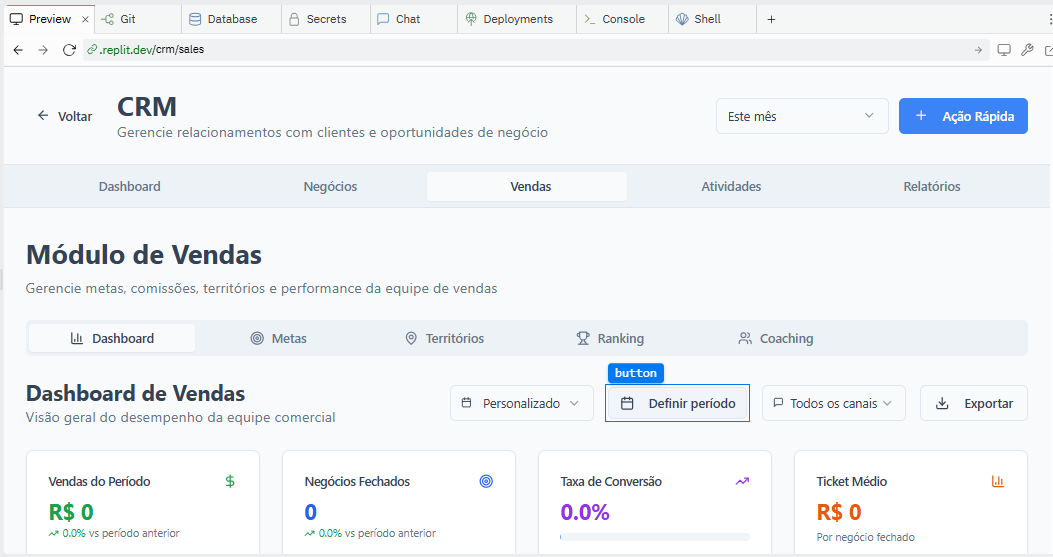 Preview
Git
Database
Secrets
Chat
Deployments
Console
Shell
.replit.dev/crm/sales
Voltar
CRM
Gerencie relacionamentos com clientes e oportunidades de negócio
Este mês
Ação Rápida
Dashboard
Negócios
Vendas
Atividades
Relatórios
Módulo de Vendas
Gerencie metas, comissões, territórios e performance da equipe de vendas
Dashboard
Metas
Territórios
Ranking
Coaching
button
Dashboard de Vendas
Visão geral do desempenho da equipe comercial
Personalizado
Definir período
Todos os canais
Exportar
Vendas do Período
R$ 0
0.0% vs período anterior
Negócios Fechados
0
0.0% vs período anterior
Taxa de Conversão
0.0%
Ticket Médio
R$ 0
Por negócio fechado